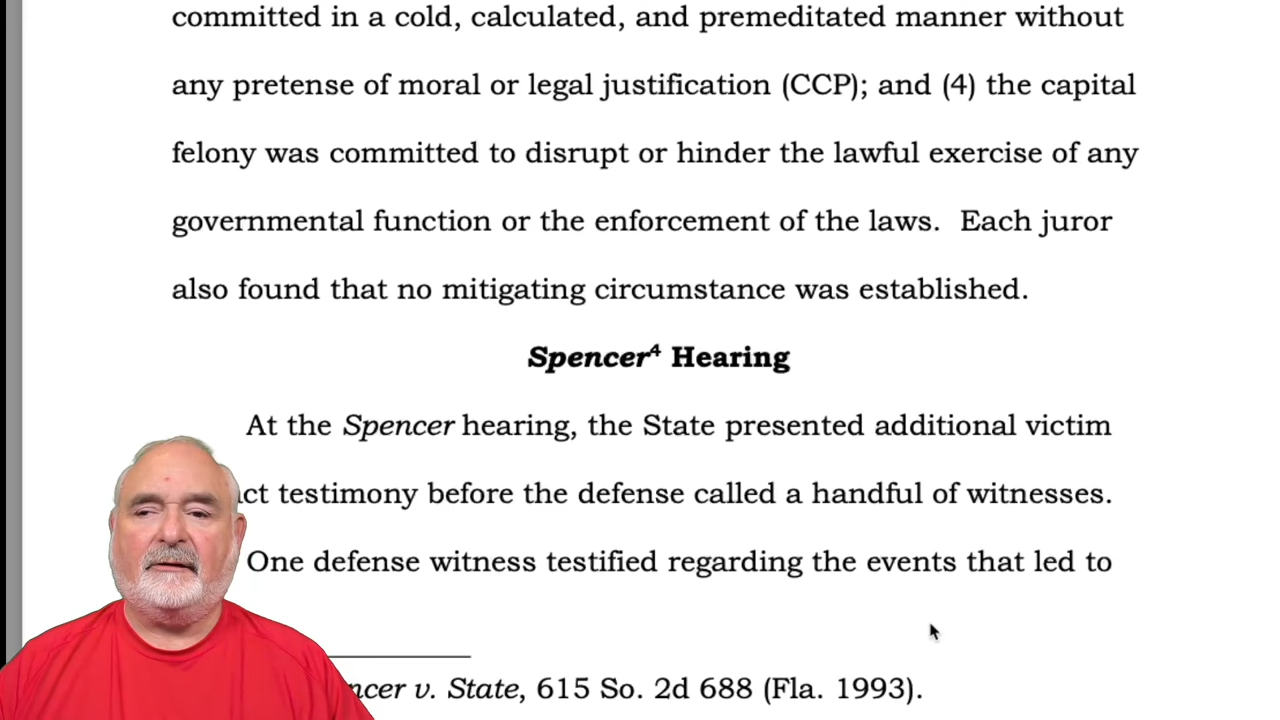 committed in a cold, calculated, and premeditated manner without
any pretense of moral or legal justification (CCP); and (4) the capital
felony was committed to disrupt or hinder the lawful exercise of any
governmental function or the enforcement of the laws.  Each juror
also found that no mitigating circumstance was established.
Spencer⁴ Hearing
At the Spencer hearing, the State presented additional victim
testimony before the defense called a handful of witnesses.
One defense witness testified regarding the events that led to
v. State, 615 So. 2d 688 (Fla. 1993).